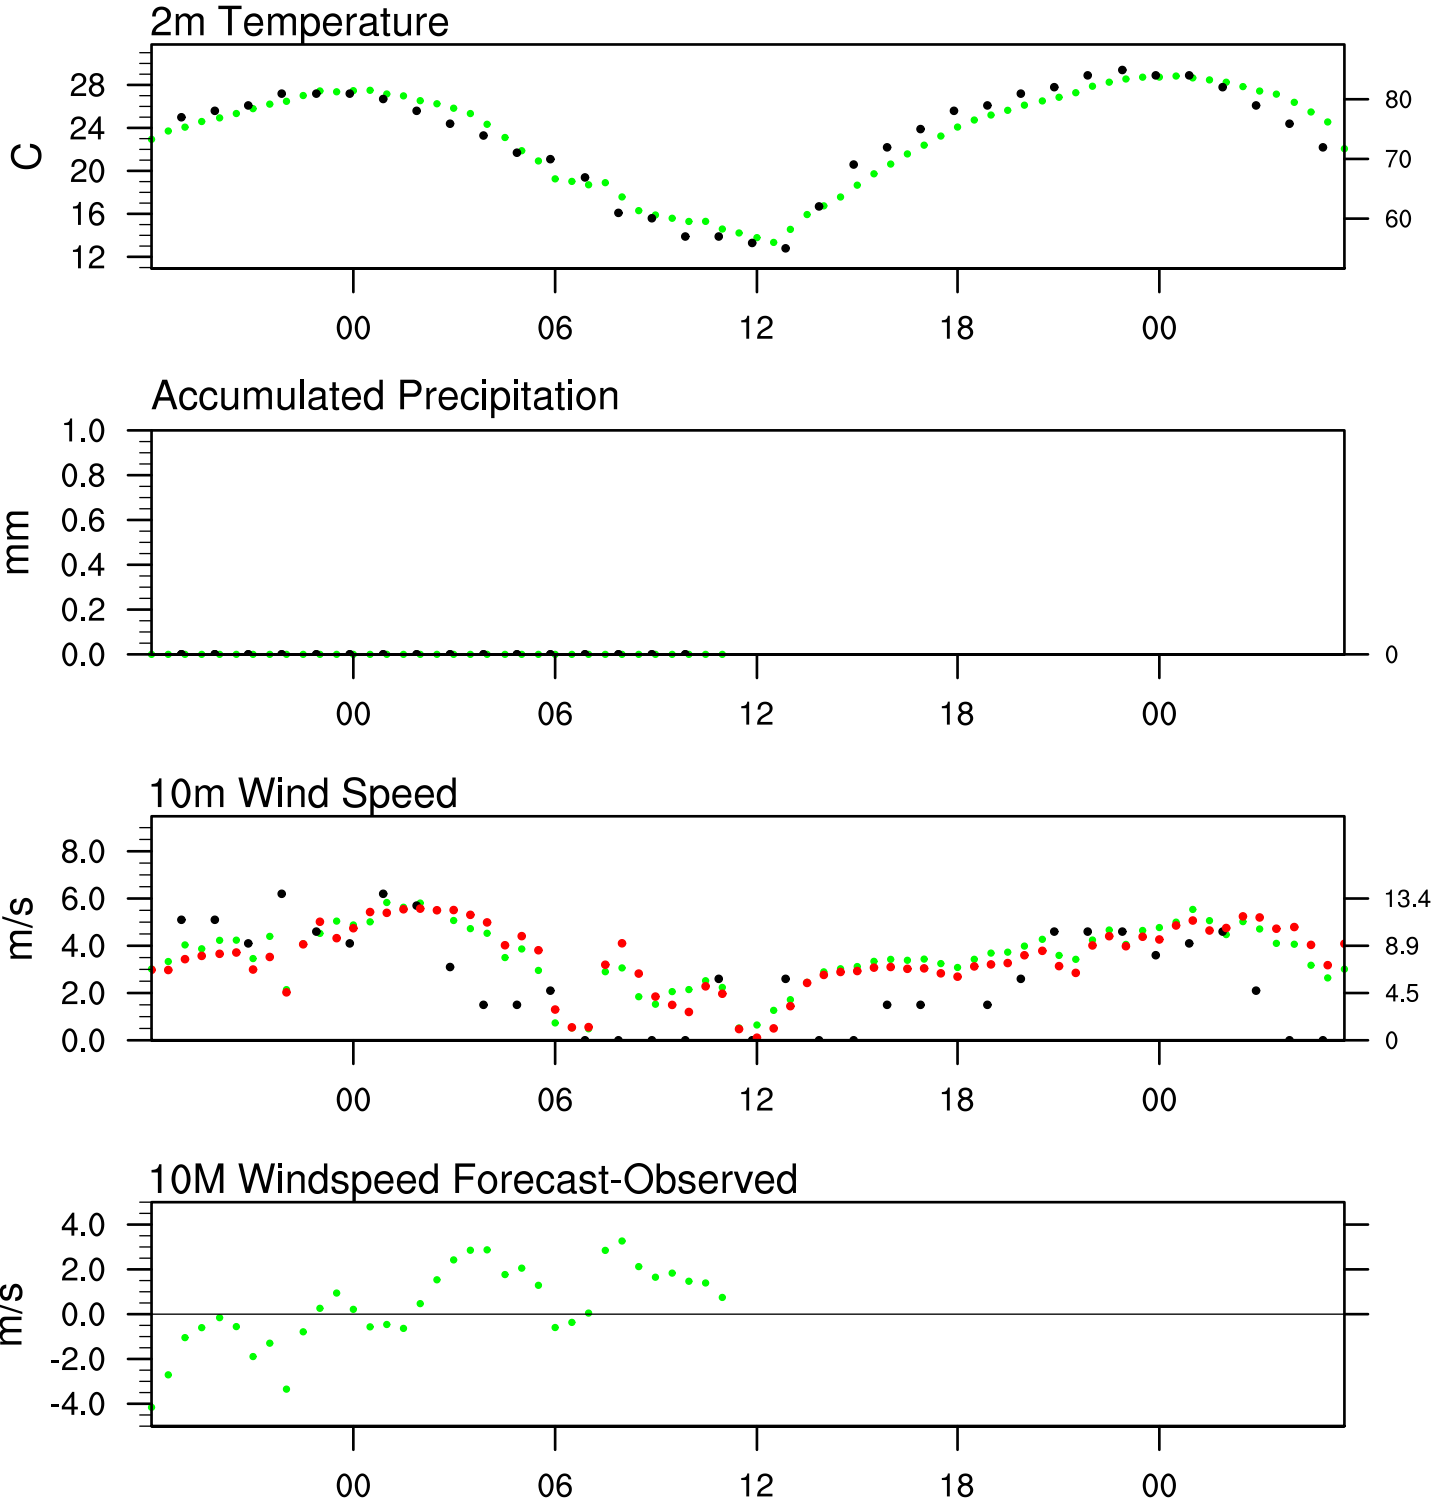 2m Temperature
C
28
24
20
16
12
80
70
60
00 06 12 18 00
Accumulated Precipitation
mm
1.0
0.8
0.6
0.4
0.2
0.0
0
00 06 12 18 00
10m Wind Speed
m/s
8.0
6.0
4.0
2.0
0.0
13.4
8.9
4.5
0
00 06 12 18 00
10M Windspeed Forecast-Observed
m/s
4.0
2.0
0.0
-2.0
-4.0
00 06 12 18 00